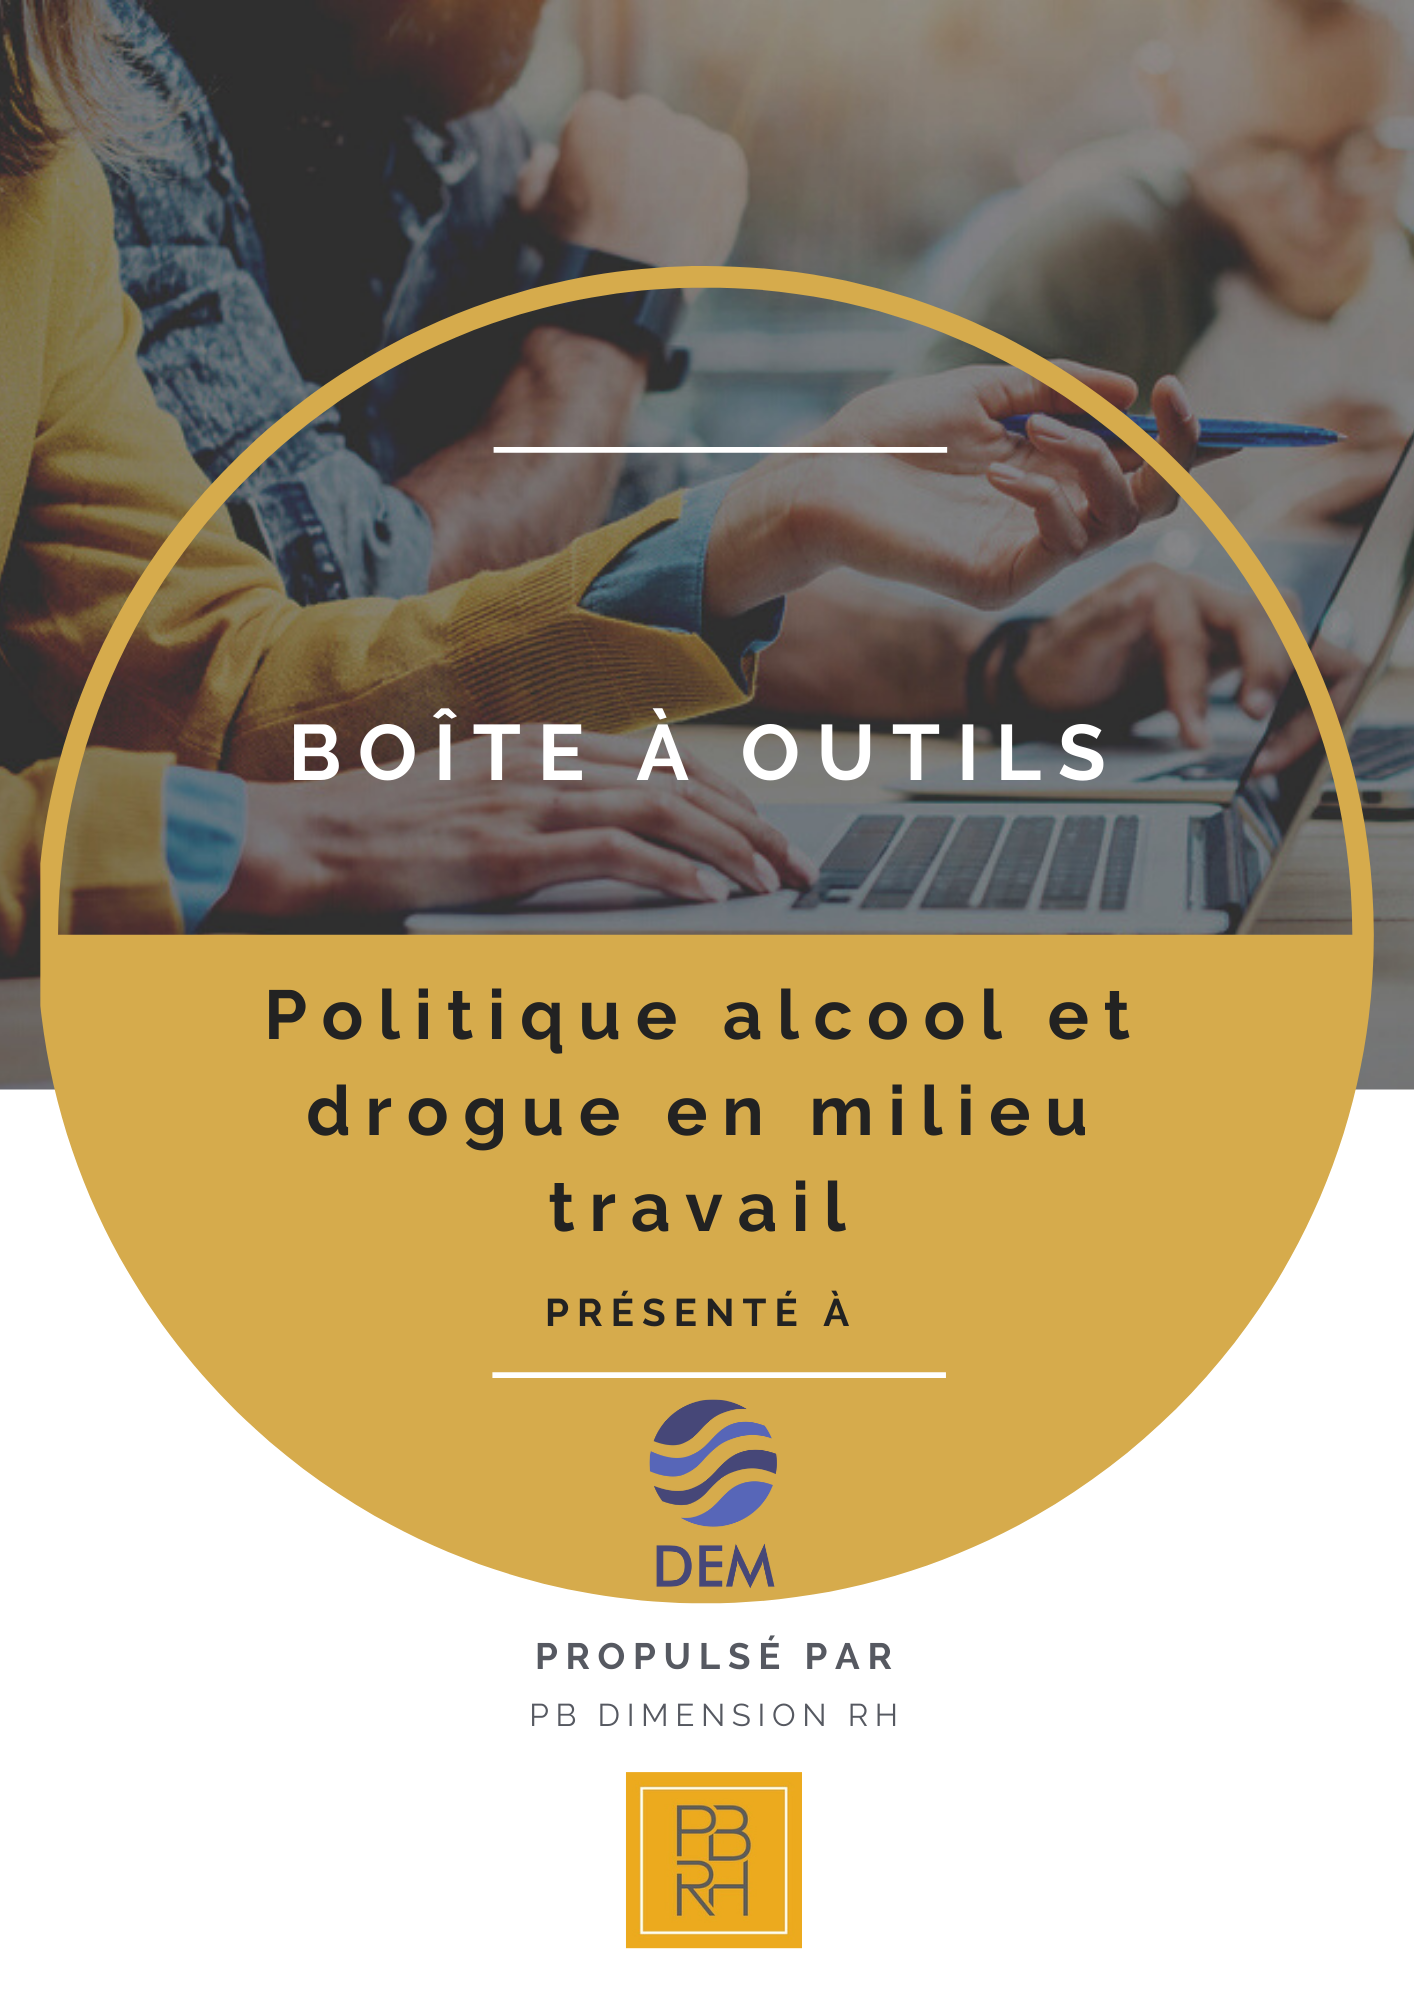 BOÎTE À OUTILS
Politique alcool et
drogue en milieu
travail
PRÉSENTÉ À
DEM
PROPULSÉ PAR
PB DIMENSION RH
PB
RH